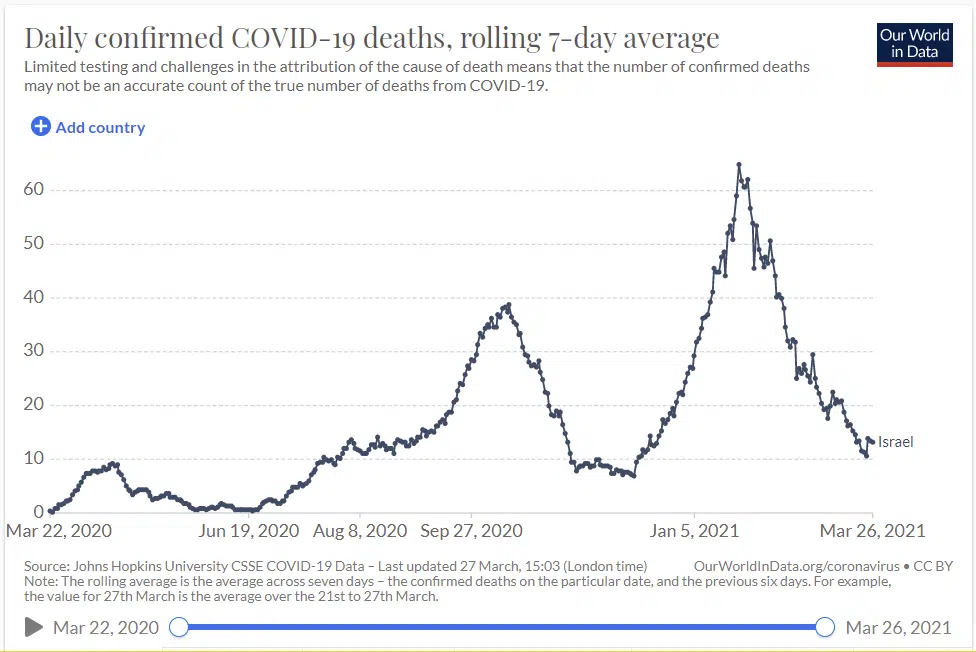 Daily confirmed COVID-19 deaths, rolling 7-day average
Our World
in Data
Limited testing and challenges in the attribution of the cause of death means that the number of confirmed deaths
may not be an accurate count of the true number of deaths from COVID-19.
Add country
60
50
40
30
20
10
0
Israel
Mar 22, 2020
Jun 19, 2020
Aug 8, 2020
Sep 27, 2020
Jan 5, 2021
Mar 26, 2021
Source: Johns Hopkins University CSSE COVID-19 Data – Last updated 27 March, 15:03 (London time)
OurWorldInData.org/coronavirus • CC BY
Note: The rolling average is the average across seven days – the confirmed deaths on the particular date, and the previous six days. For example,
the value for 27th March is the average over the 21st to 27th March.
Mar 22, 2020
Mar 26, 2021